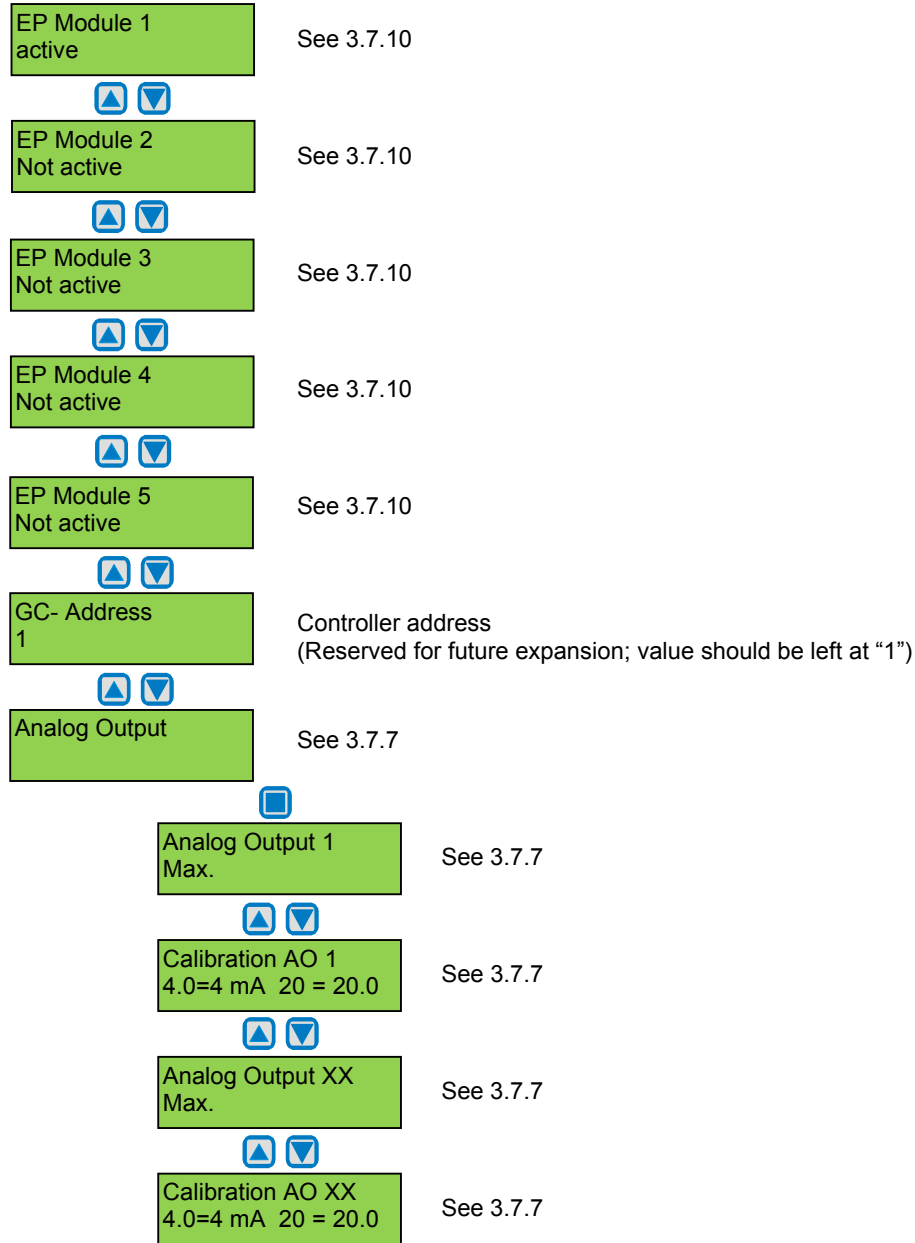 EP Module 1
active
See 3.7.10
EP Module 2
Not active
See 3.7.10
EP Module 3
Not active
See 3.7.10
EP Module 4
Not active
See 3.7.10
EP Module 5
Not active
See 3.7.10
GC- Address
1
Controller address
(Reserved for future expansion; value should be left at “1”)
Analog Output
See 3.7.7
Analog Output 1
Max.
See 3.7.7
Calibration AO 1
4.0=4 mA  20 = 20.0
See 3.7.7
Analog Output XX
Max.
See 3.7.7
Calibration AO XX
4.0=4 mA  20 = 20.0
See 3.7.7